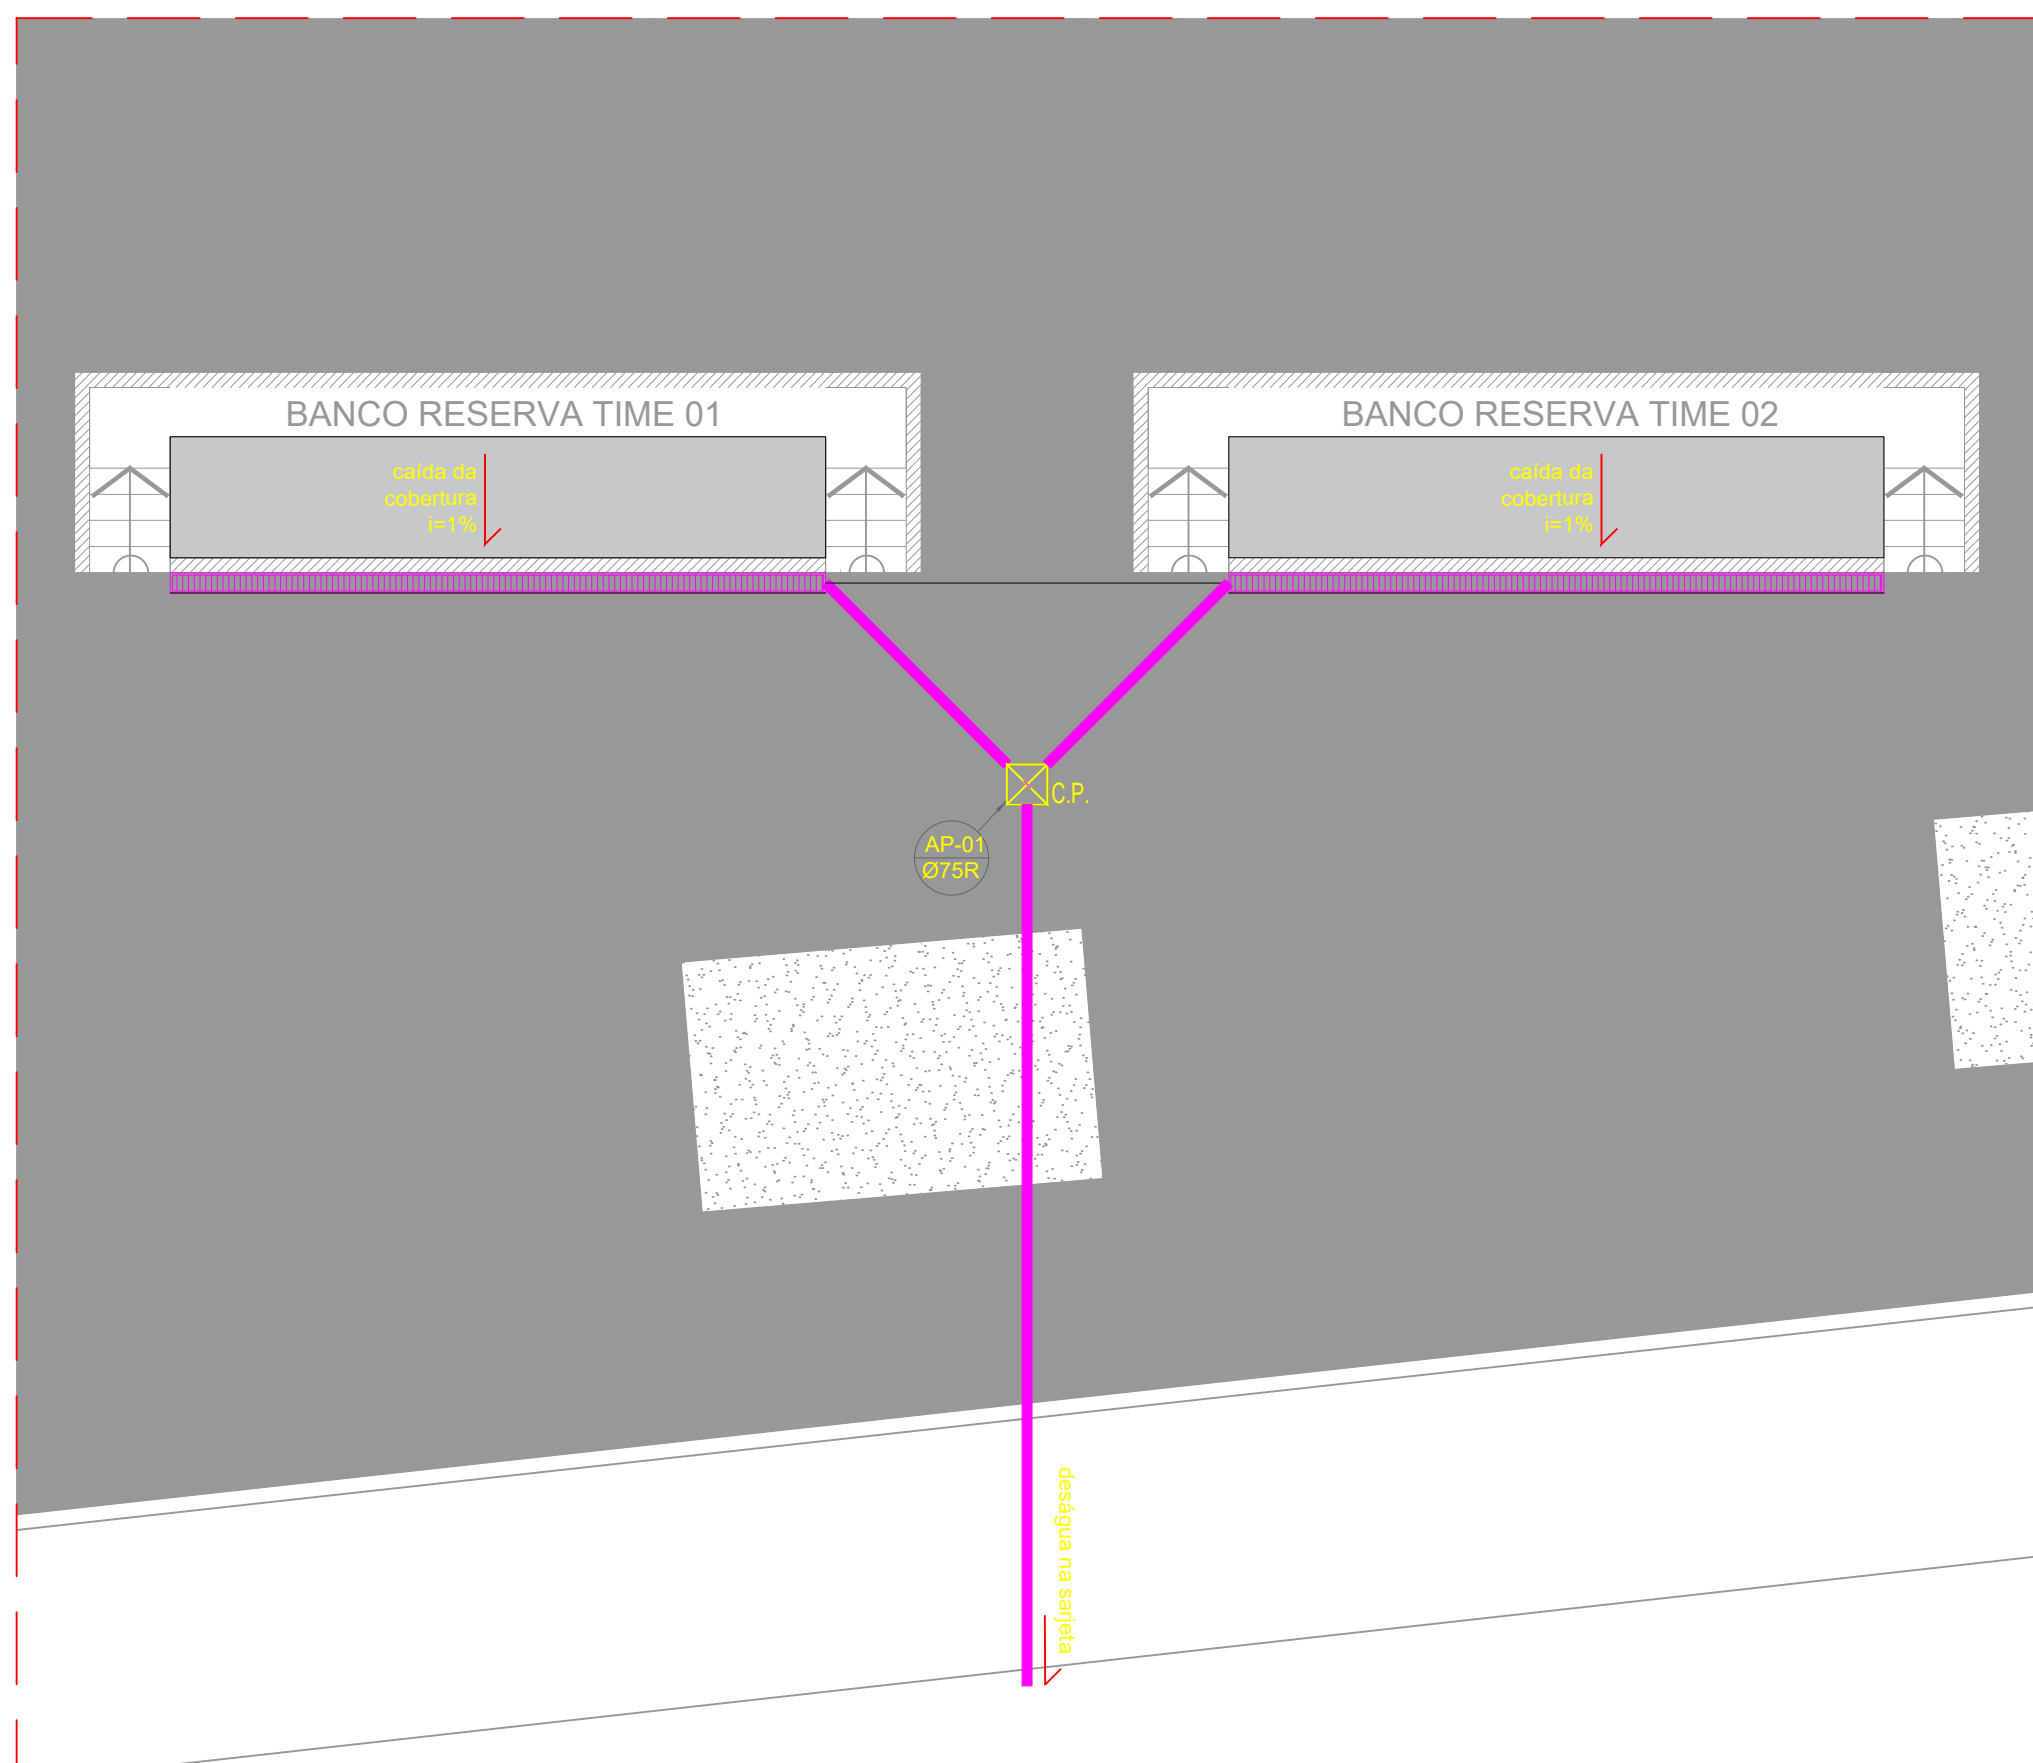 BANCO RESERVA TIME 01
BANCO RESERVA TIME 02
caída da
cobertura
i=1%
caída da
cobertura
i=1%
C.P.
AP-01
Ø75R
deságua na sarjeta